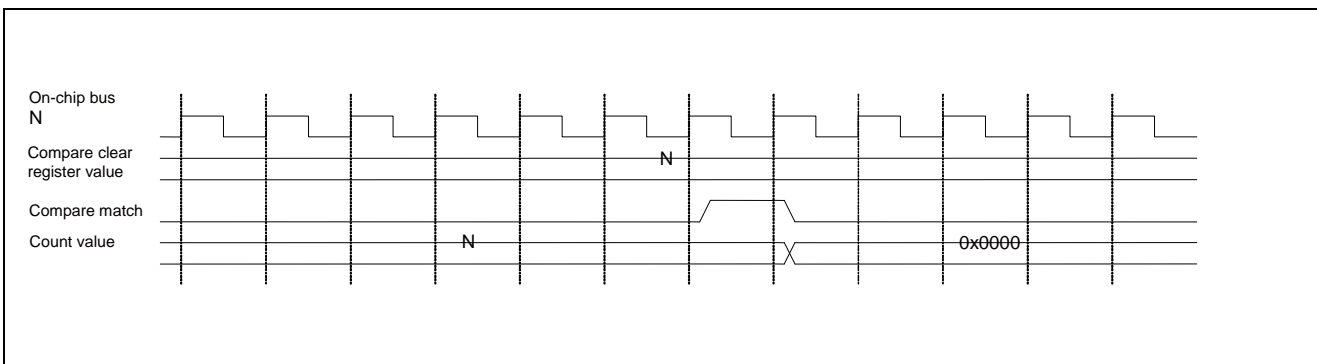 On-chip bus
N
Compare clear
register value
N
Compare match
Count value
N
0x0000